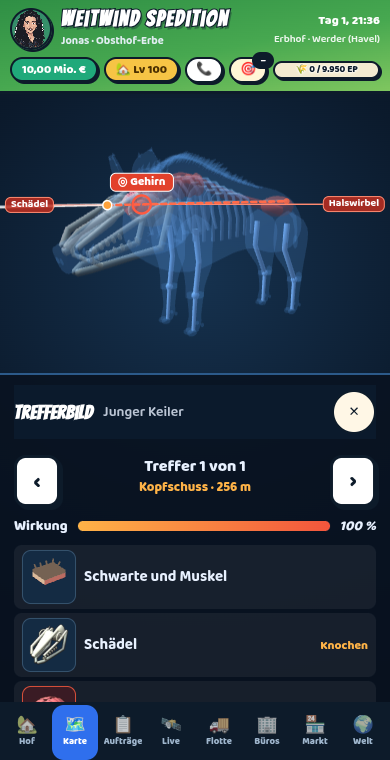 WEITWIND SPEDITION
Jonas · Obsthof-Erbe
Tag 1, 21:36
Erbhof · Werder (Havel)
10,00 Mio. €
Lv 100
–
0 / 9.950 EP
Gehirn
Schädel
Halswirbel
TREFFERBILD
Junger Keiler
×
‹
Treffer 1 von 1
Kopfschuss · 256 m
›
Wirkung
100 %
Schwarte und Muskel
Schädel
Knochen
Hof
Karte
Aufträge
Live
Flotte
Büros
Markt
Welt